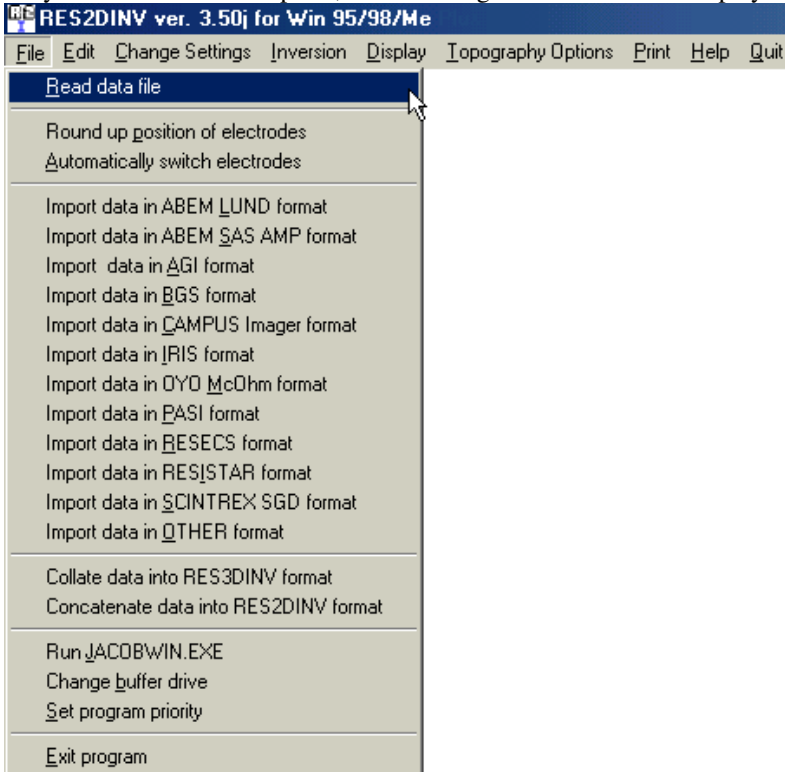 RES2DINV ver. 3.50j for Win 95/98/Me
File Edit Change Settings Inversion Display Topography Options Print Help Quit
Read data file
Round up position of electrodes
Automatically switch electrodes
Import data in ABEM LUND format
Import data in ABEM SAS AMP format
Import data in AGI format
Import data in BGS format
Import data in CAMPUS Imager format
Import data in IRIS format
Import data in OYO McOhm format
Import data in PASI format
Import data in RESECS format
Import data in RESISTAR format
Import data in SCINTREX SGD format
Import data in OTHER format
Collate data into RES3DINV format
Concatenate data into RES2DINV format
Run JACOBWIN.EXE
Change buffer drive
Set program priority
Exit program